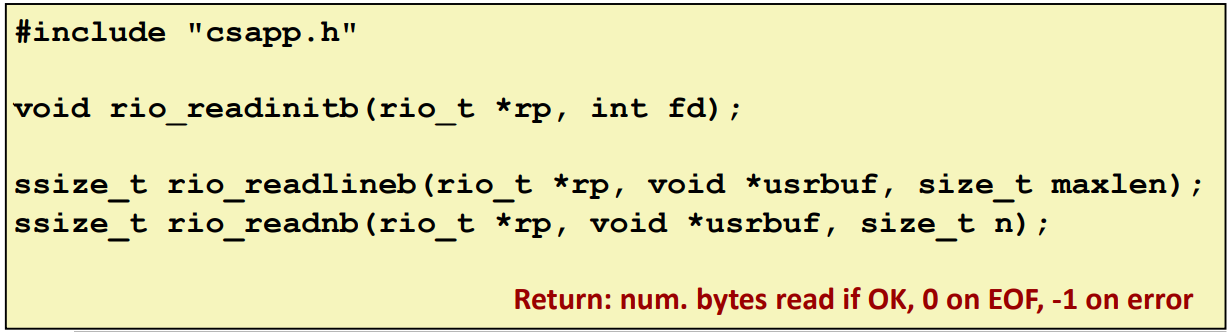 #include "csapp.h"
void rio_readinitb(rio_t *rp, int fd);
ssize_t rio_readlineb(rio_t *rp, void *usrbuf, size_t maxlen);
ssize_t rio_readnb(rio_t *rp, void *usrbuf, size_t n);
Return: num. bytes read if OK, 0 on EOF, -1 on error